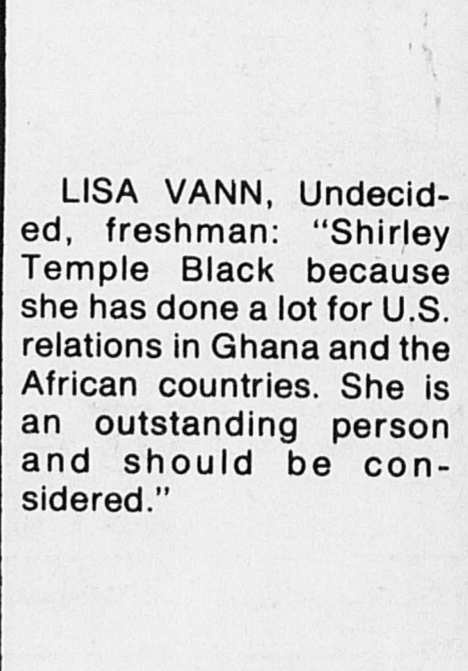 LISA VANN, Undecid-
ed, freshman: "Shirley
Temple Black because
she has done a lot for U.S.
relations in Ghana and the
African countries. She is
an outstanding person
and should be con-
sidered."